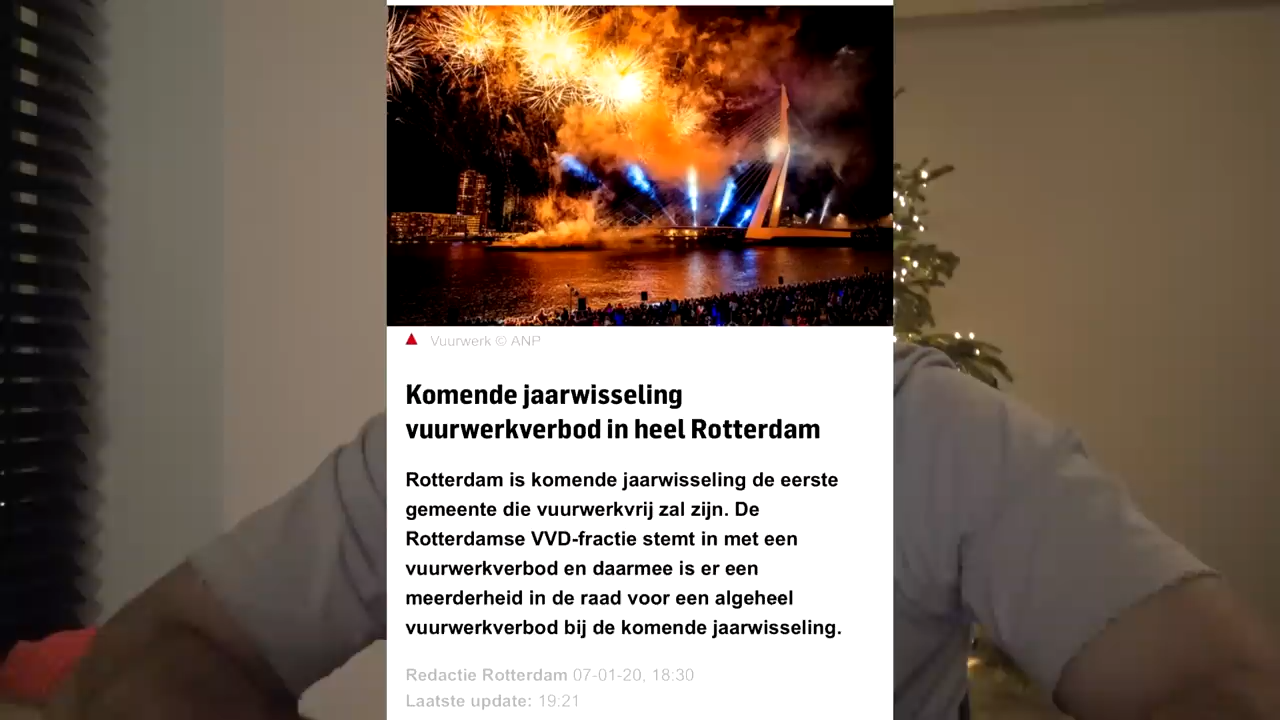 Vuurwerk © ANP
Komende jaarwisseling
vuurwerkverbod in heel Rotterdam
Rotterdam is komende jaarwisseling de eerste
gemeente die vuurwerkvrij zal zijn. De
Rotterdamse VVD-fractie stemt in met een
vuurwerkverbod en daarmee is er een
meerderheid in de raad voor een algeheel
vuurwerkverbod bij de komende jaarwisseling.
Redactie Rotterdam 07-01-20, 18:30
Laatste update: 19:21